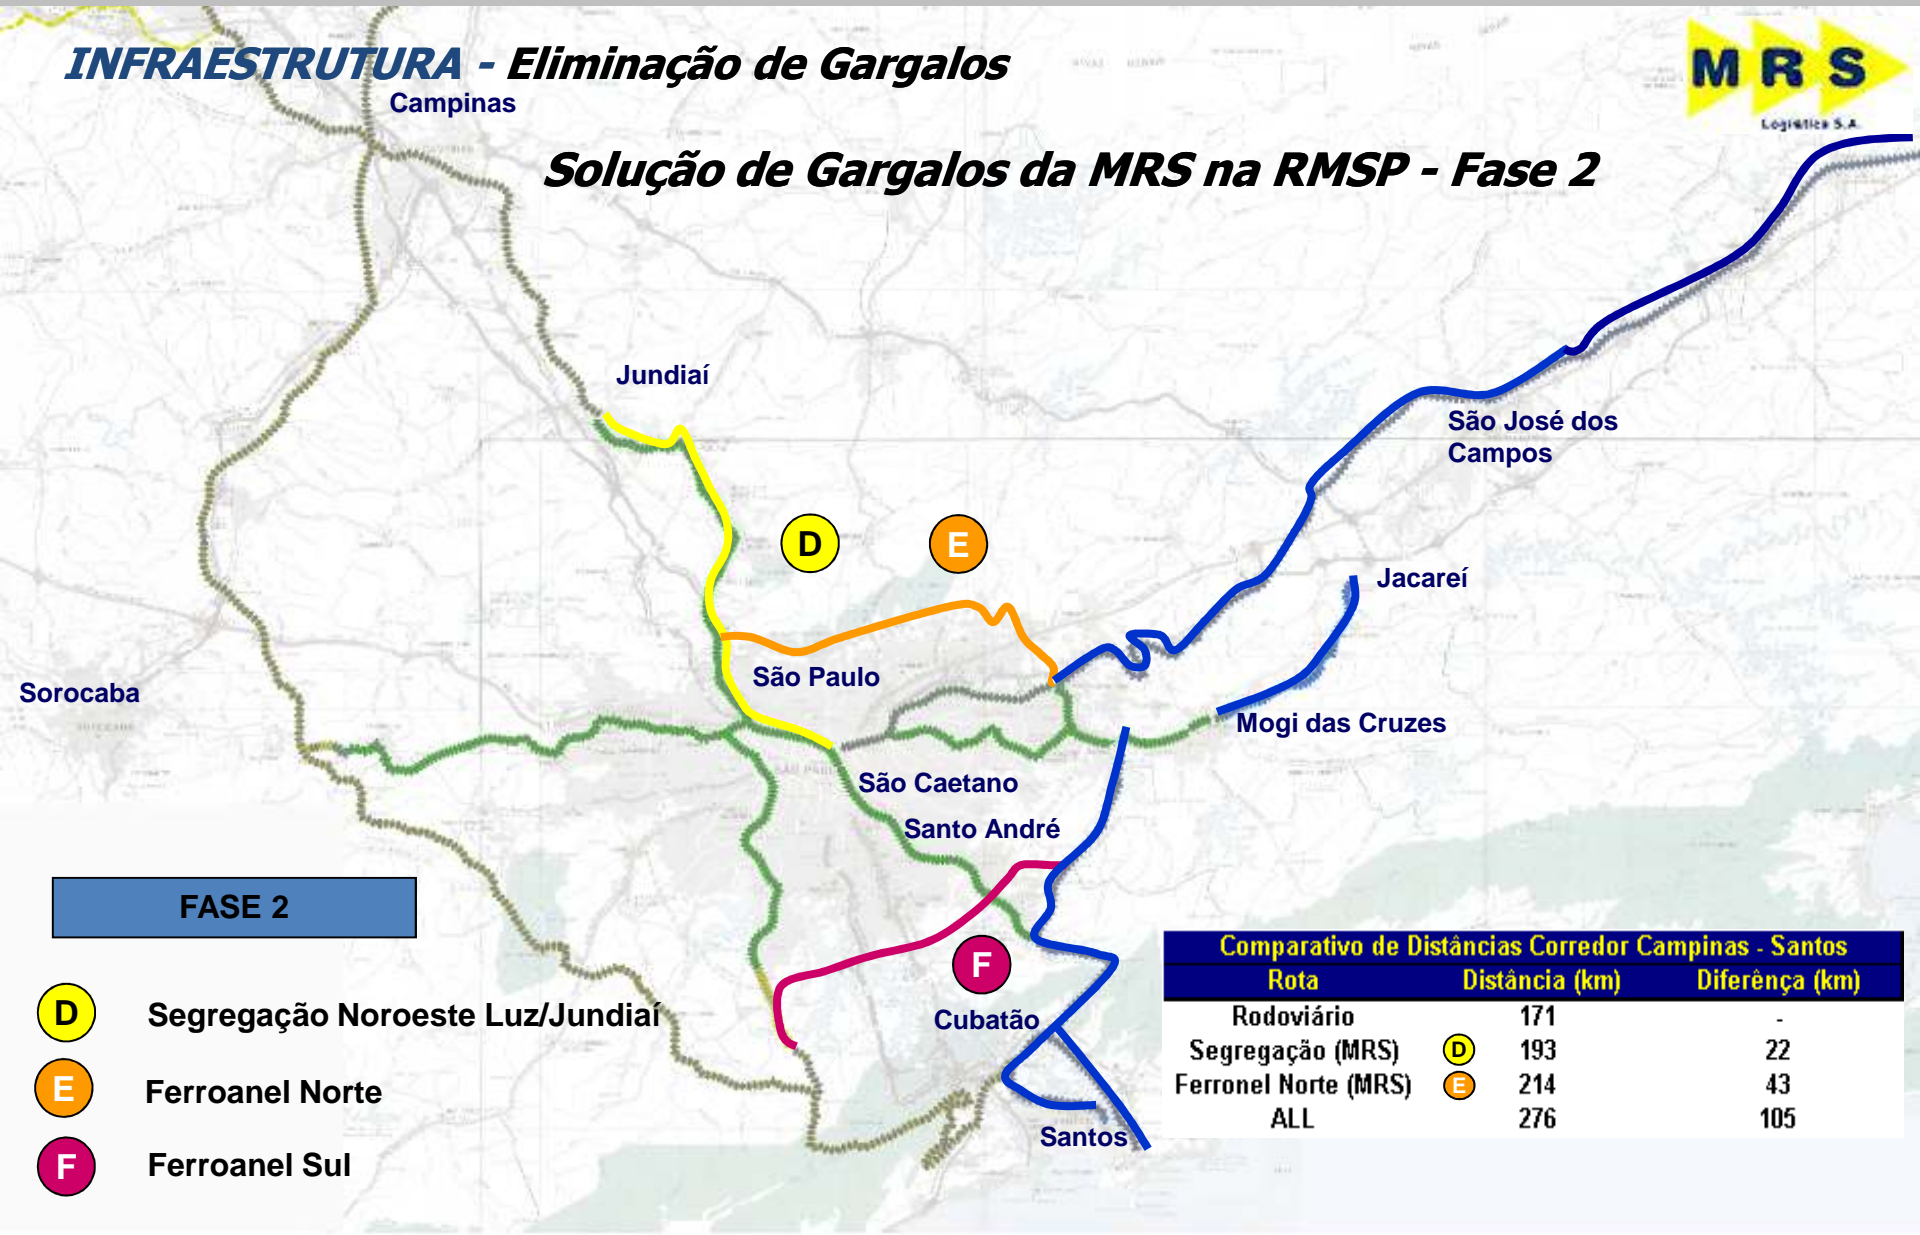 INFRAESTRUTURA - Eliminação de Gargalos
M R S
Logística S.A.
Campinas
Solução de Gargalos da MRS na RMSP - Fase 2
Jundiaí
São José dos
Campos
D
E
Jacareí
São Paulo
Sorocaba
Mogi das Cruzes
São Caetano
Santo André
FASE 2
F
Cubatão
Santos
D Segregação Noroeste Luz/Jundiaí
E Ferroanel Norte
F Ferroanel Sul
Comparativo de Distâncias Corredor Campinas - Santos
Rota Distância (km) Diferênça (km)
Rodoviário 171 -
Segregação (MRS) D 193 22
Ferronel Norte (MRS) E 214 43
ALL 276 105